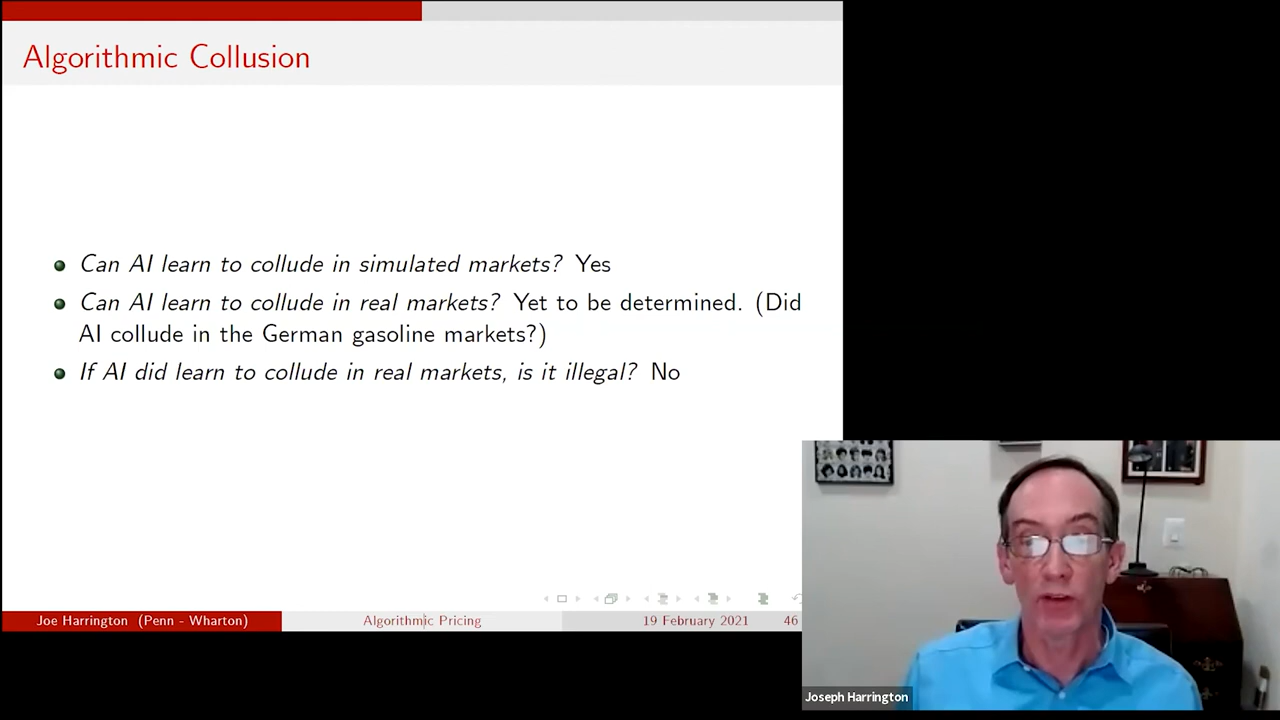 Algorithmic Collusion
Can AI learn to collude in simulated markets? Yes
Can AI learn to collude in real markets? Yet to be determined. (Did
AI collude in the German gasoline markets?)
If AI did learn to collude in real markets, is it illegal? No
Joe Harrington (Penn - Wharton)
Algorithmic Pricing
19 February 2021
46
Joseph Harrington